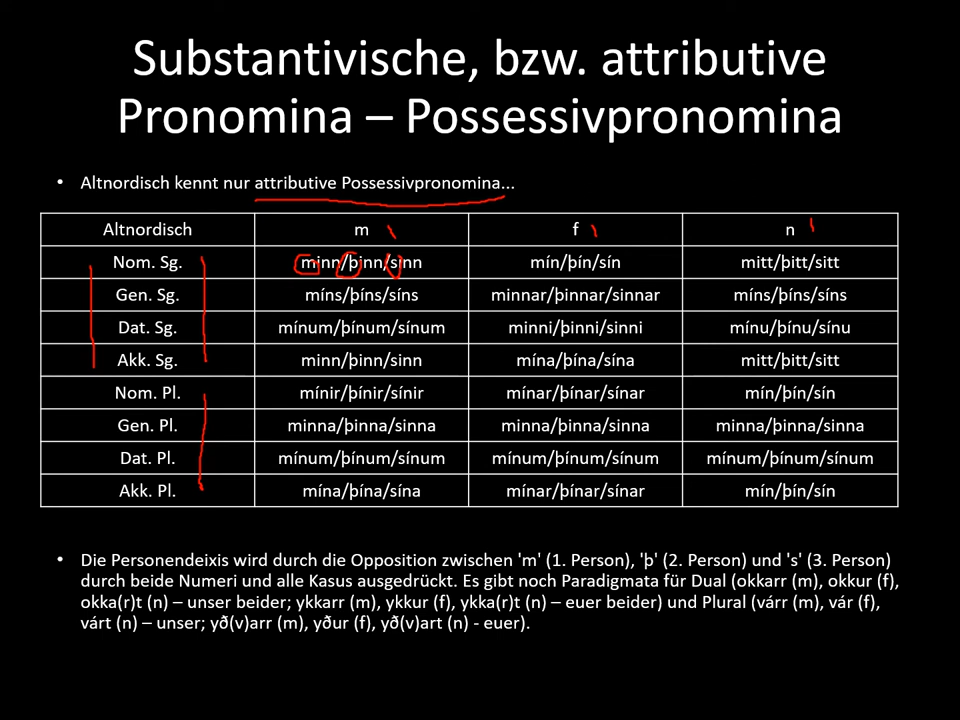 Substantivische, bzw. attributive
Pronomina – Possessivpronomina
• Altnordisch kennt nur attributive Possessivpronomina...
Altnordisch m f n
Nom. Sg. minn/þinn/sinn mín/þín/sín mitt/þitt/sitt
Gen. Sg. míns/þíns/síns minnar/þinnar/sinnar míns/þíns/síns
Dat. Sg. mínum/þínum/sínum minni/þinni/sinni mínu/þínu/sínu
Akk. Sg. minn/þinn/sinn mína/þína/sína mitt/þitt/sitt
Nom. Pl. mínir/þínir/sínir mínar/þínar/sínar mín/þín/sín
Gen. Pl. minna/þinna/sinna minna/þinna/sinna minna/þinna/sinna
Dat. Pl. mínum/þínum/sínum mínum/þínum/sínum mínum/þínum/sínum
Akk. Pl. mína/þína/sína mínar/þínar/sínar mín/þín/sín
• Die Personendeixis wird durch die Opposition zwischen 'm' (1. Person), 'þ' (2. Person) und 's' (3. Person)
durch beide Numeri und alle Kasus ausgedrückt. Es gibt noch Paradigmata für Dual (okkarr (m), okkur (f),
okka(r)t (n) – unser beider; ykkarr (m), ykkur (f), ykka(r)t (n) – euer beider) und Plural (várr (m), vár (f),
várt (n) – unser; yð(v)arr (m), yður (f), yð(v)art (n) - euer).